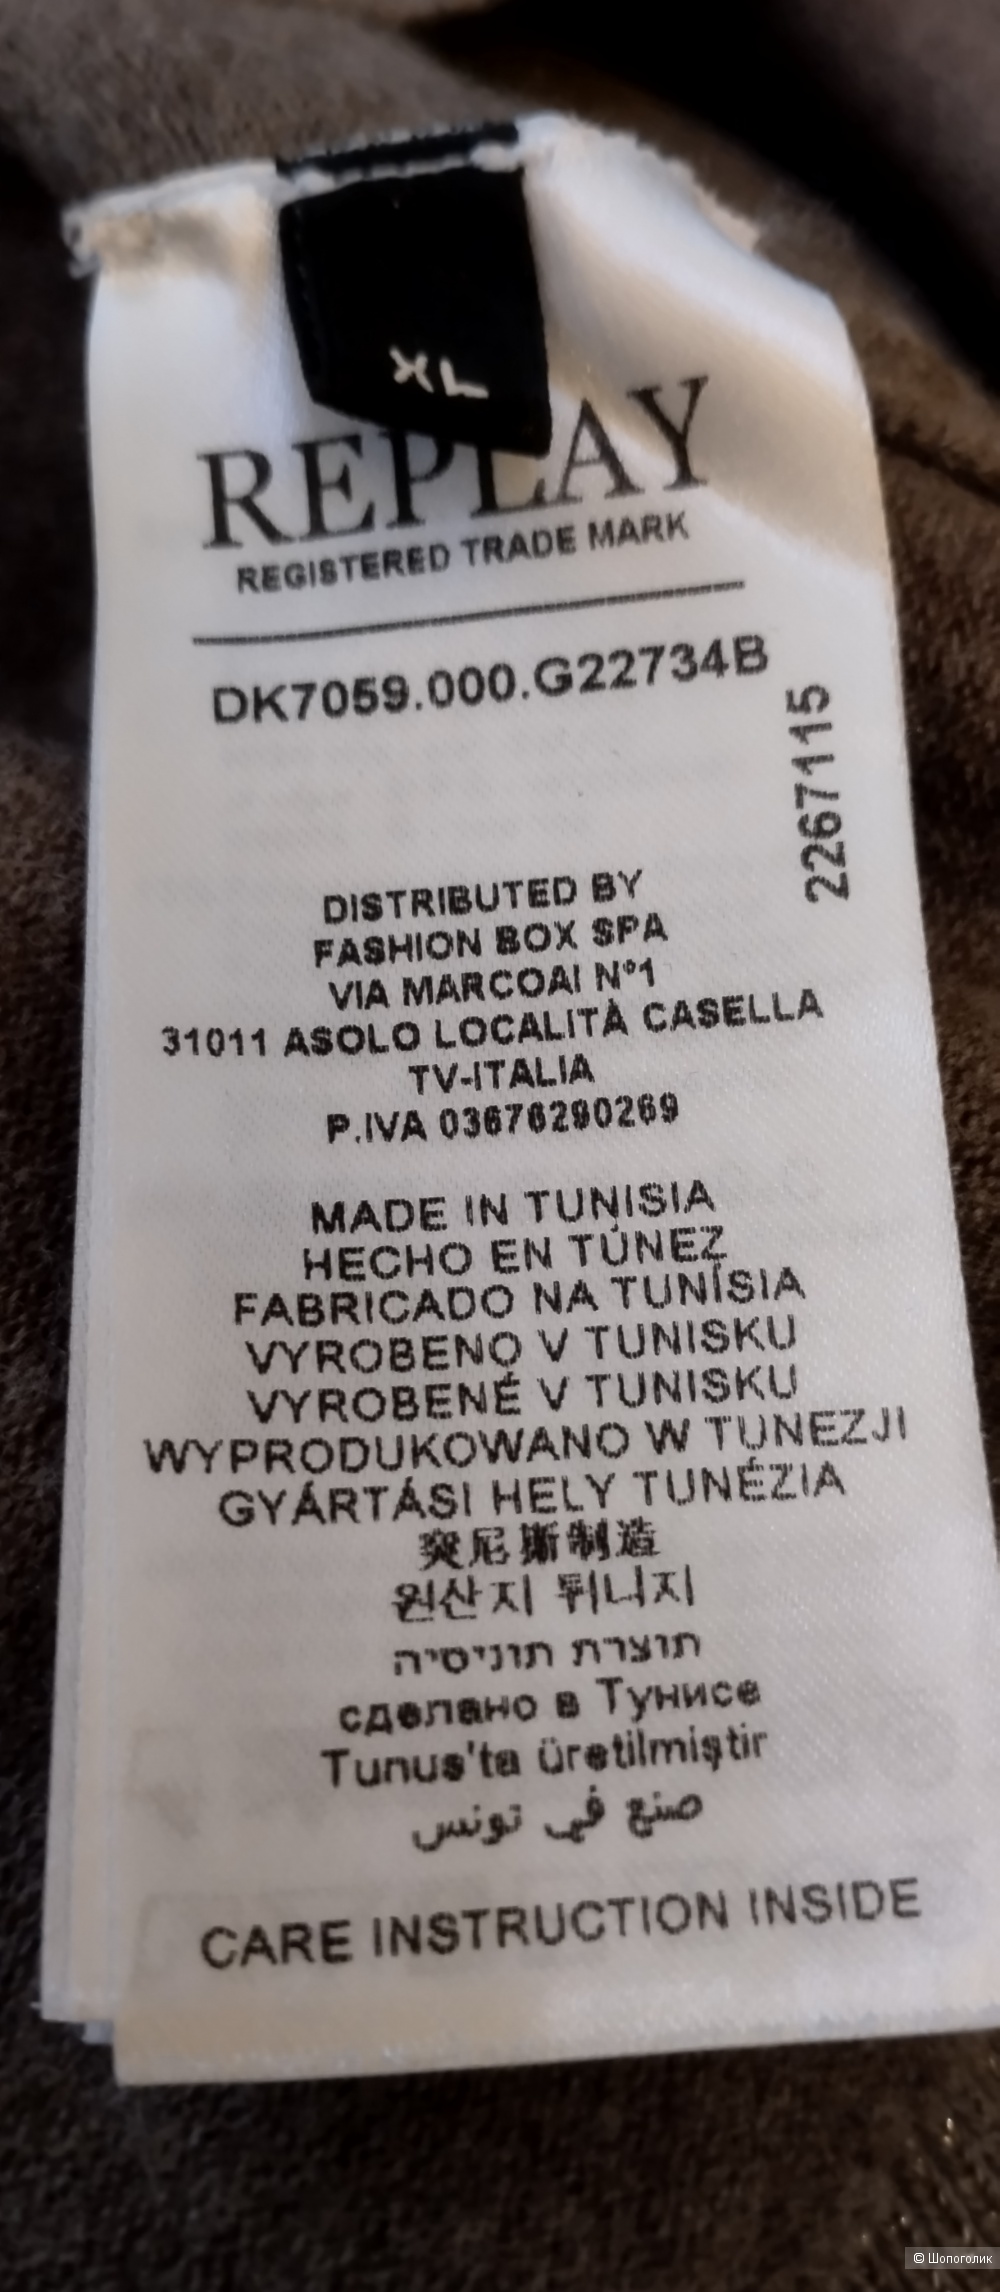 XL
REPLAY
REGISTERED TRADE MARK
DK7059.000.G22734B
2267115
DISTRIBUTED BY
FASHION BOX SPA
VIA MARCOAI N°1
31011 ASOLO LOCALITÀ CASELLA
TV-ITALIA
P.IVA 03676290269
MADE IN TUNISIA
HECHO EN TÚNEZ
FABRICADO NA TUNÍSIA
VYROBENO V TUNISKU
VYROBENÉ V TUNISKU
WYPRODUKOWANO W TUNEZJI
GYÁRTÁSI HELY TUNÉZIA
突尼斯制造
원산지 튀니지
תוצרת תוניסיה
сделано в Тунисе
Tunus'ta üretilmiştir
صنع في تونس
CARE INSTRUCTION INSIDE
© Шопоголик